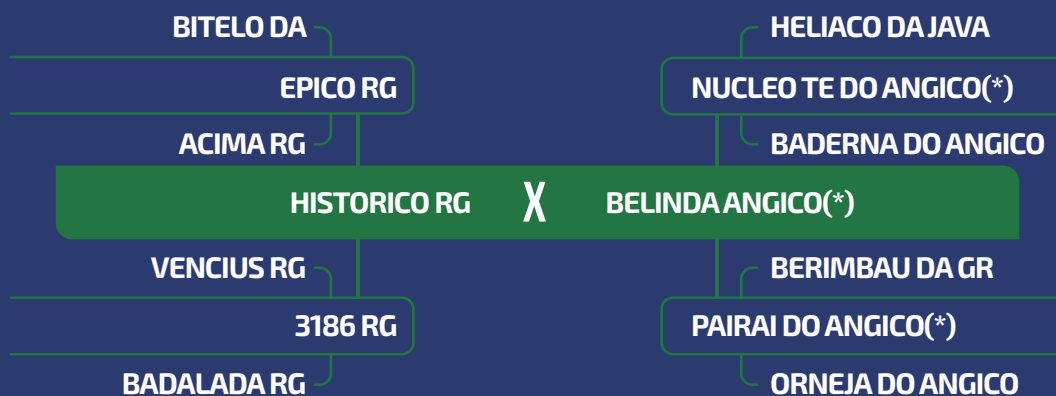 BITELO DA
HELIACO DA JAVA
EPICO RG
NUCLEO TE DO ANGICO(*)
ACIMA RG
BADERNA DO ANGICO
HISTORICO RG X BELINDA ANGICO(*)
VENCIUS RG
BERIMBAU DA GR
3186 RG
PAIRAI DO ANGICO(*)
BADALADA RG
ORNEJA DO ANGICO